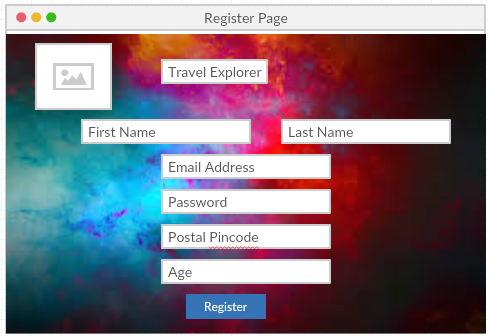 Register Page
Travel Explorer
First Name Last Name
Email Address
Password
Postal Pincode
Age
Register